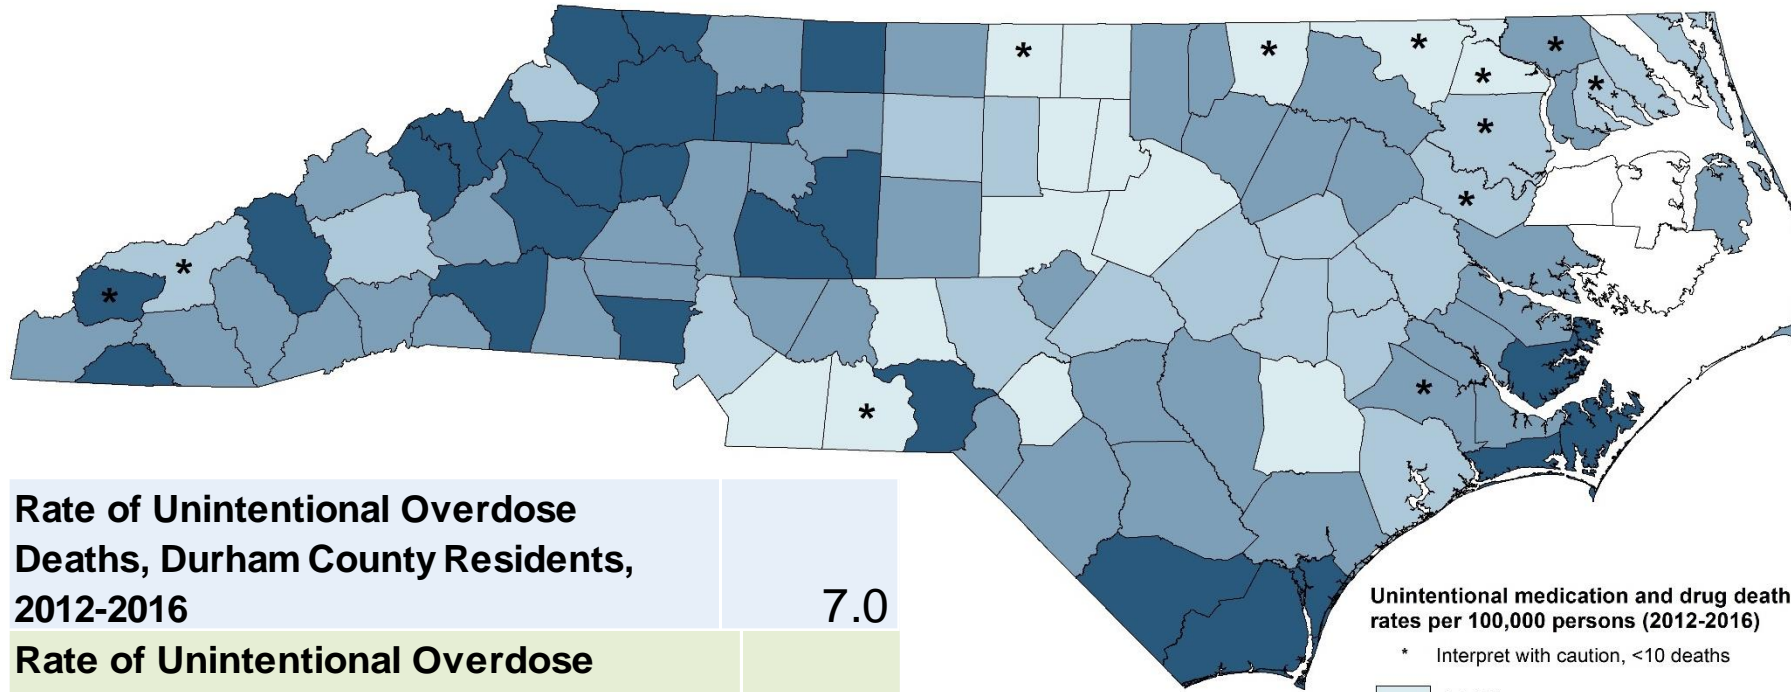 *
*
*
*
*
*
*
*
*
*
*
*
*
*
Rate of Unintentional Overdose
Deaths, Durham County Residents,
2012-2016 7.0
Rate of Unintentional Overdose
Unintentional medication and drug death
rates per 100,000 persons (2012-2016)
* Interpret with caution, <10 deaths